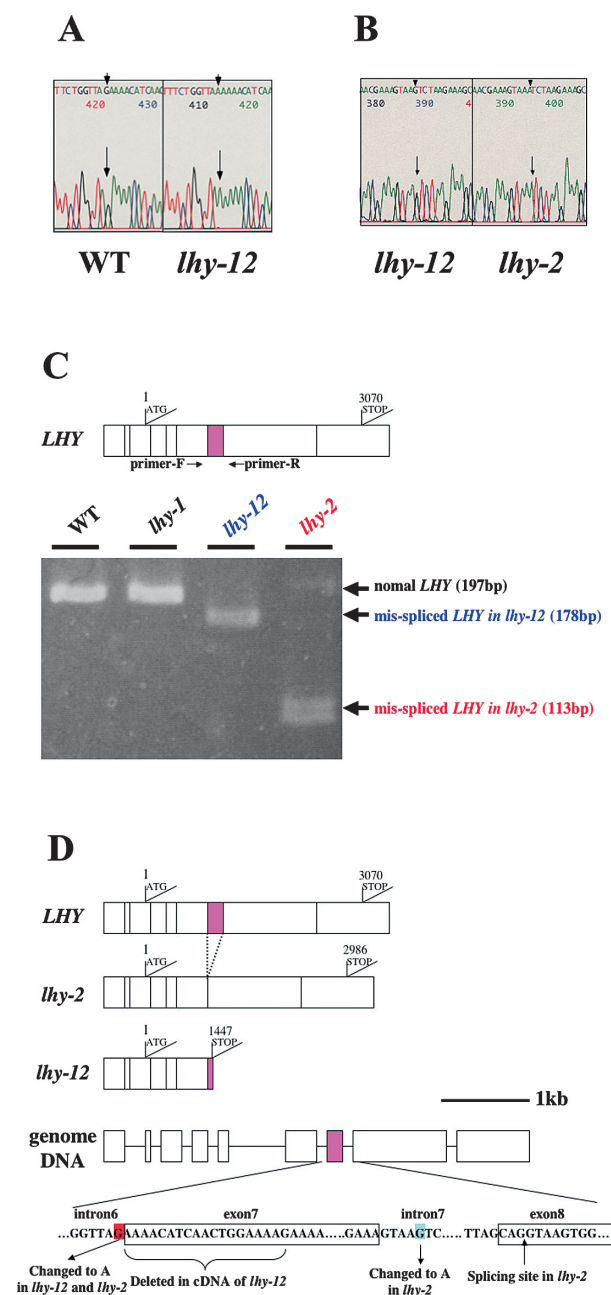 A
B
TTCTGGTTAGAAAACATCAAC
TTTCTGGTTAAAAAACATCAA
420 430 410 420
AACGAAAGTAAGTCTAAGAAAGC
AACGAAAGTAAATCTAAGAAAGC
380 390 4 390 400
WT lhy-12
lhy-12 lhy-2
C
1 3070
ATG STOP
LHY
primer-F → ← primer-R
WT lhy-1 lhy-12 lhy-2
nomal LHY (197bp)
mis-spliced LHY in lhy-12 (178bp)
mis-spliced LHY in lhy-2 (113bp)
D
1 3070
ATG STOP
LHY
1 2986
ATG STOP
lhy-2
1 1447
ATG STOP
lhy-12
1kb
genome
DNA
intron6 exon7 intron7 exon8
...GGTTAGAAAACATCAACTGGAAAAGAAAA.....GAAAGTAAGTC..... TTAGCAGGTAAGTGG...
Changed to A
in lhy-12 and lhy-2
Deleted in cDNA of lhy-12
Changed to A
in lhy-2
Splicing site in lhy-2